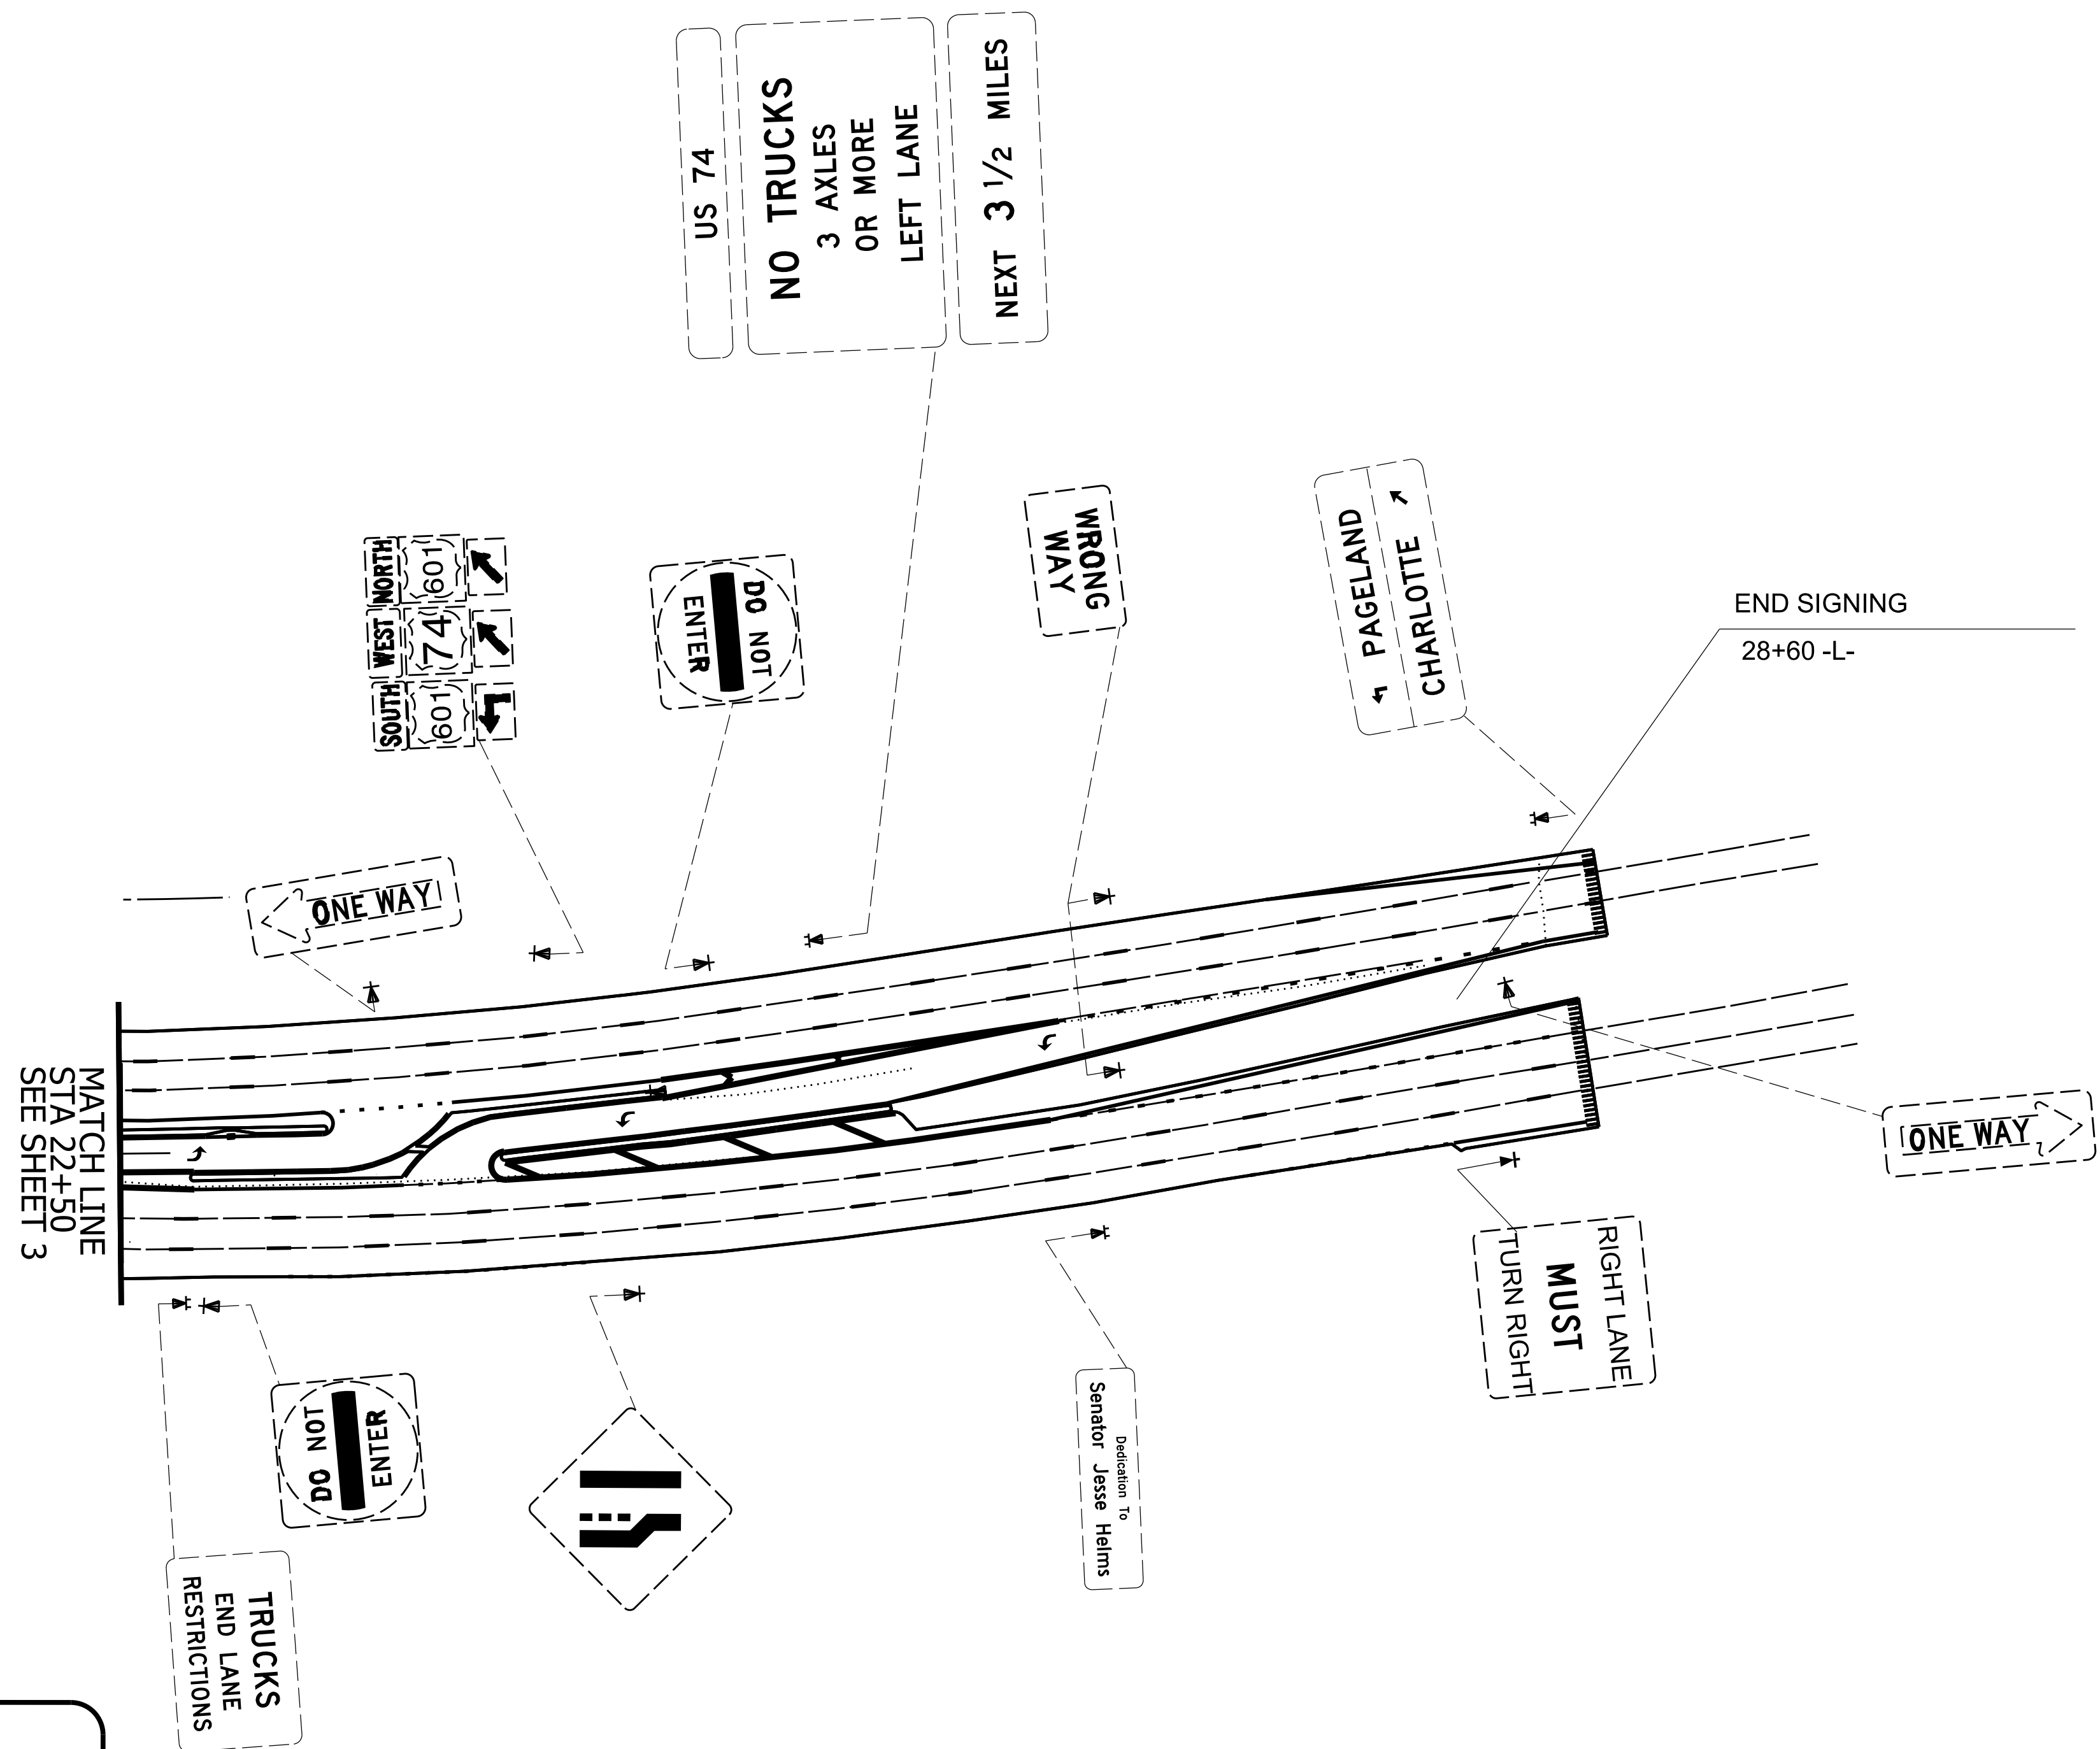 US 74
NO TRUCKS
3 AXLES
OR MORE
LEFT LANE
NEXT 3 1/2 MILES
NORTH
601
WEST
74
SOUTH
601
DO NOT
ENTER
WRONG
WAY
PAGELAND
CHARLOTTE
END SIGNING
28+60 -L-
ONE WAY
MATCH LINE
STA 22+50
SEE SHEET 3
ONE WAY
RIGHT LANE
MUST
TURN RIGHT
Dedication To
Senator Jesse Helms
DO NOT
ENTER
TRUCKS
END LANE
RESTRICTIONS